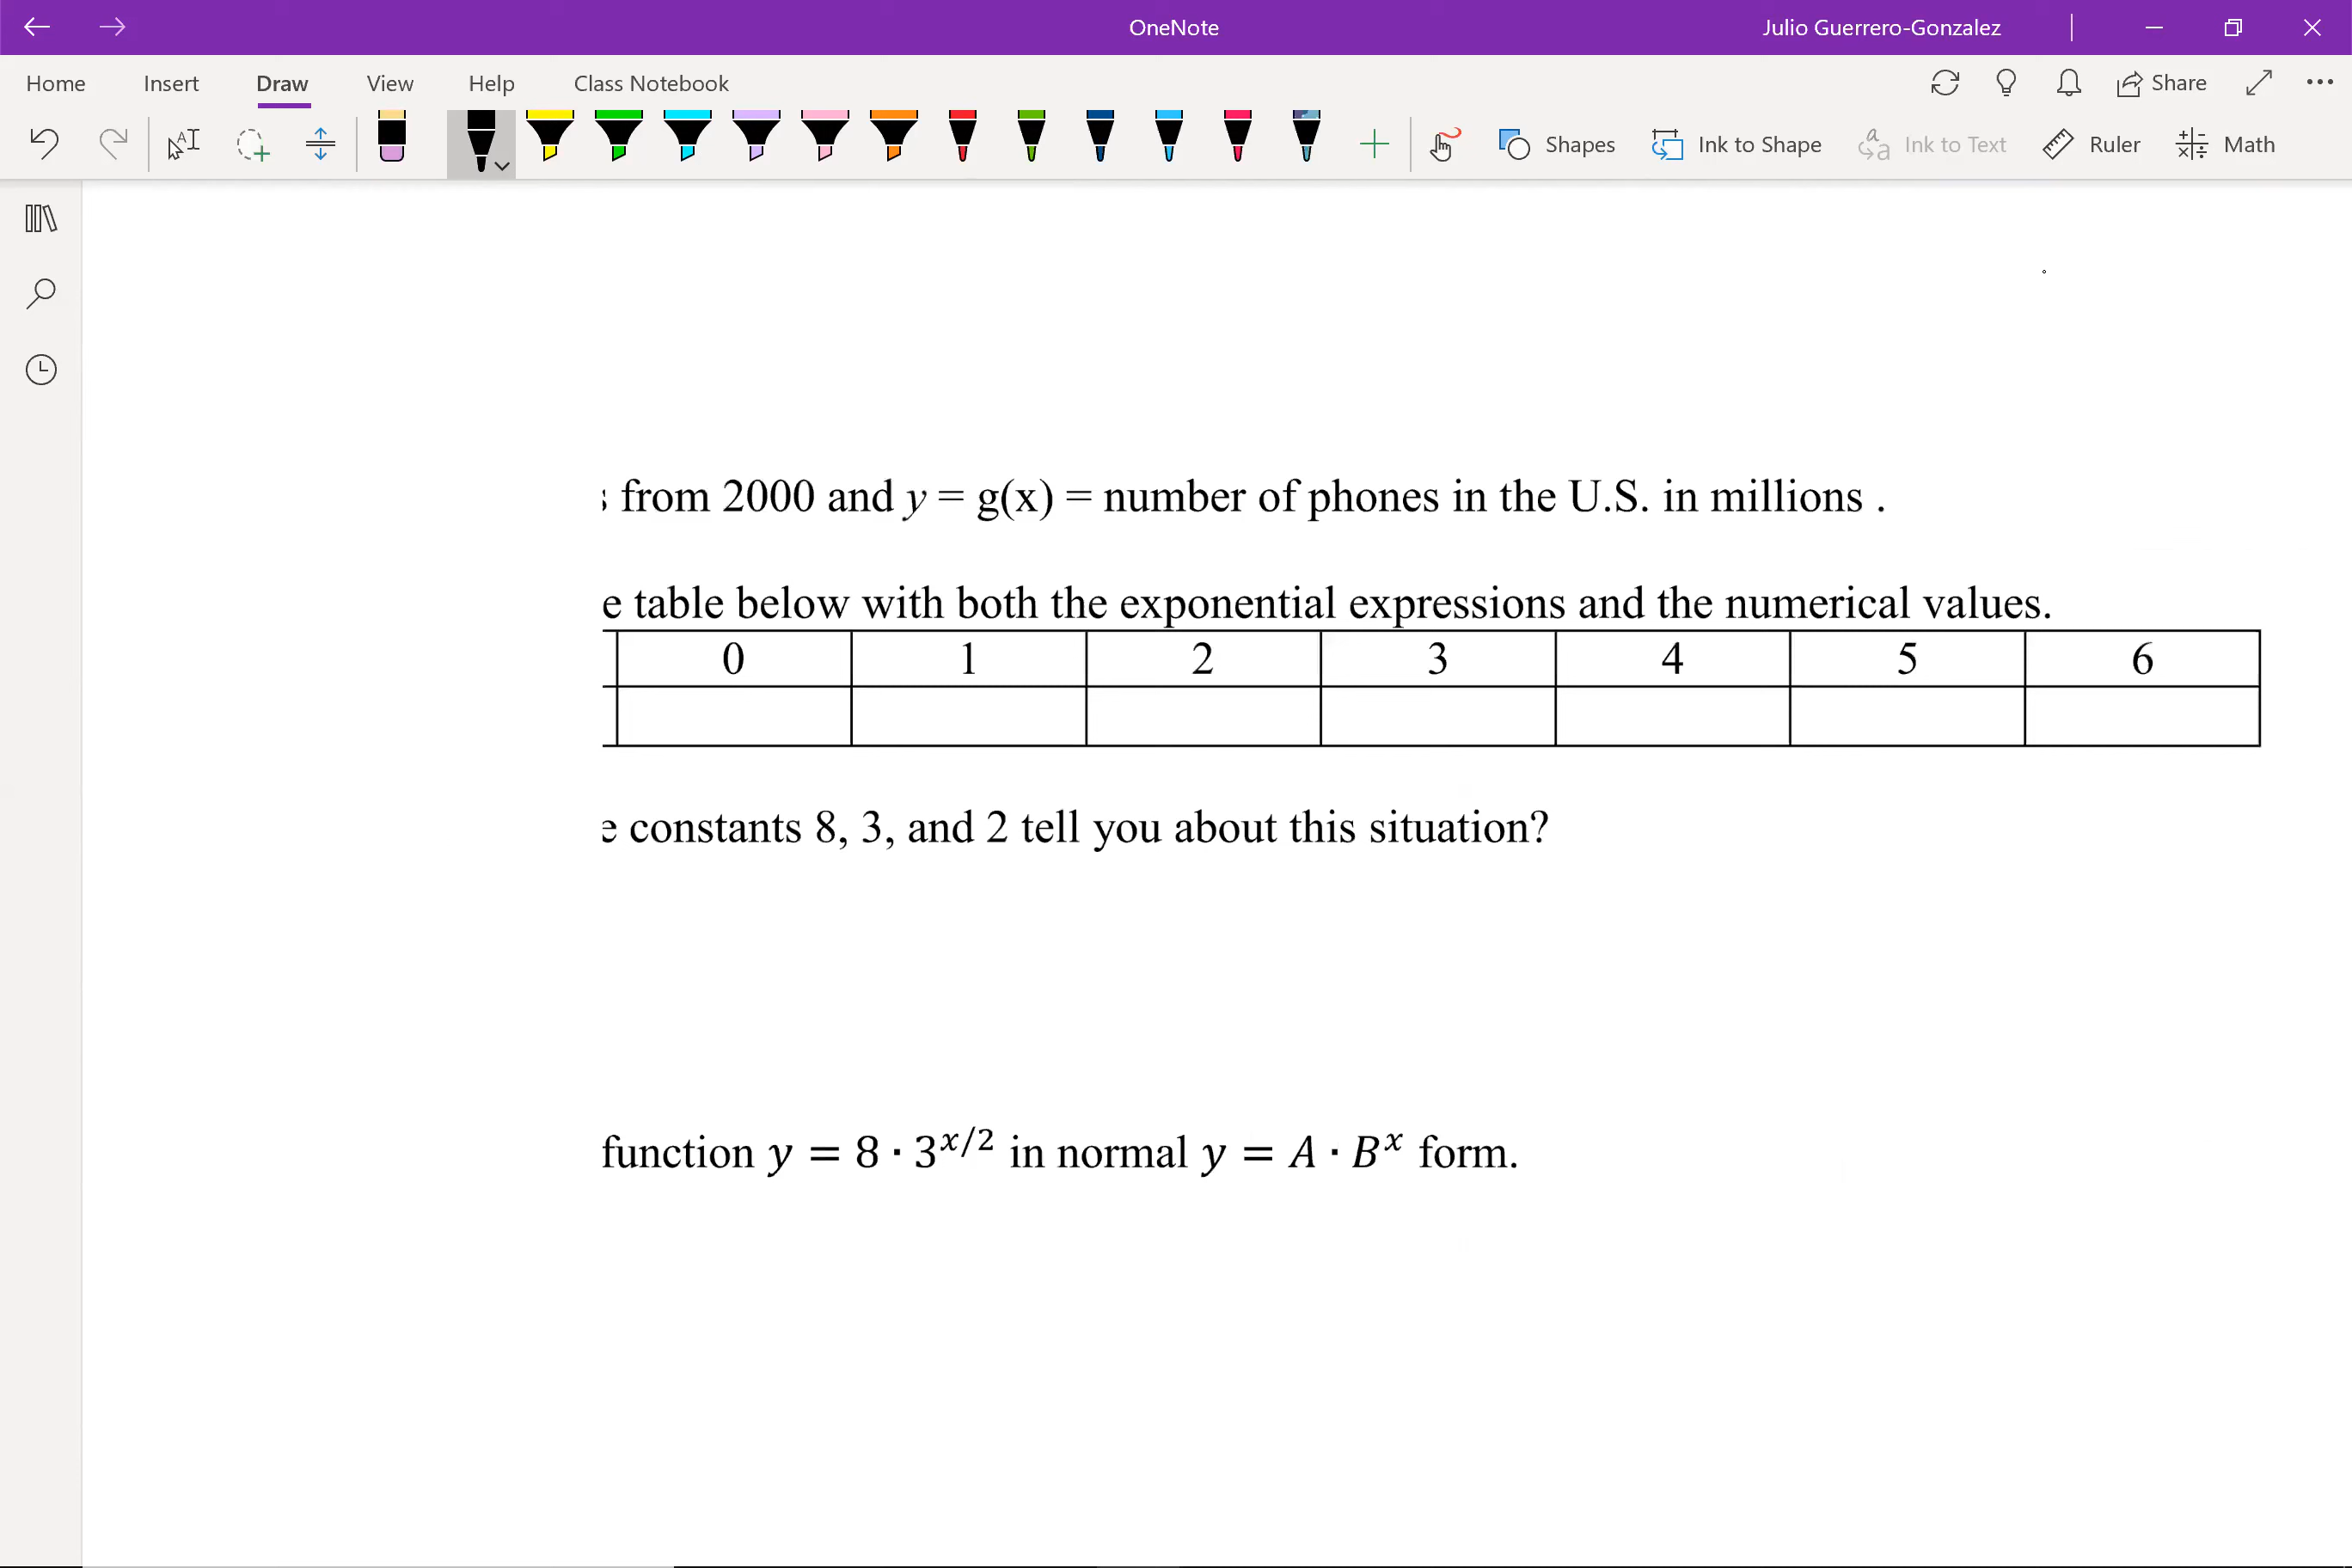 OneNote
Julio Guerrero-Gonzalez
Home Insert Draw View Help Class Notebook
Share
Shapes Ink to Shape Ink to Text Ruler Math
from 2000 and y = g(x) = number of phones in the U.S. in millions .
e table below with both the exponential expressions and the numerical values.
0 1 2 3 4 5 6
e constants 8, 3, and 2 tell you about this situation?
function y = 8 · 3^{x/2} in normal y = A · B^x form.